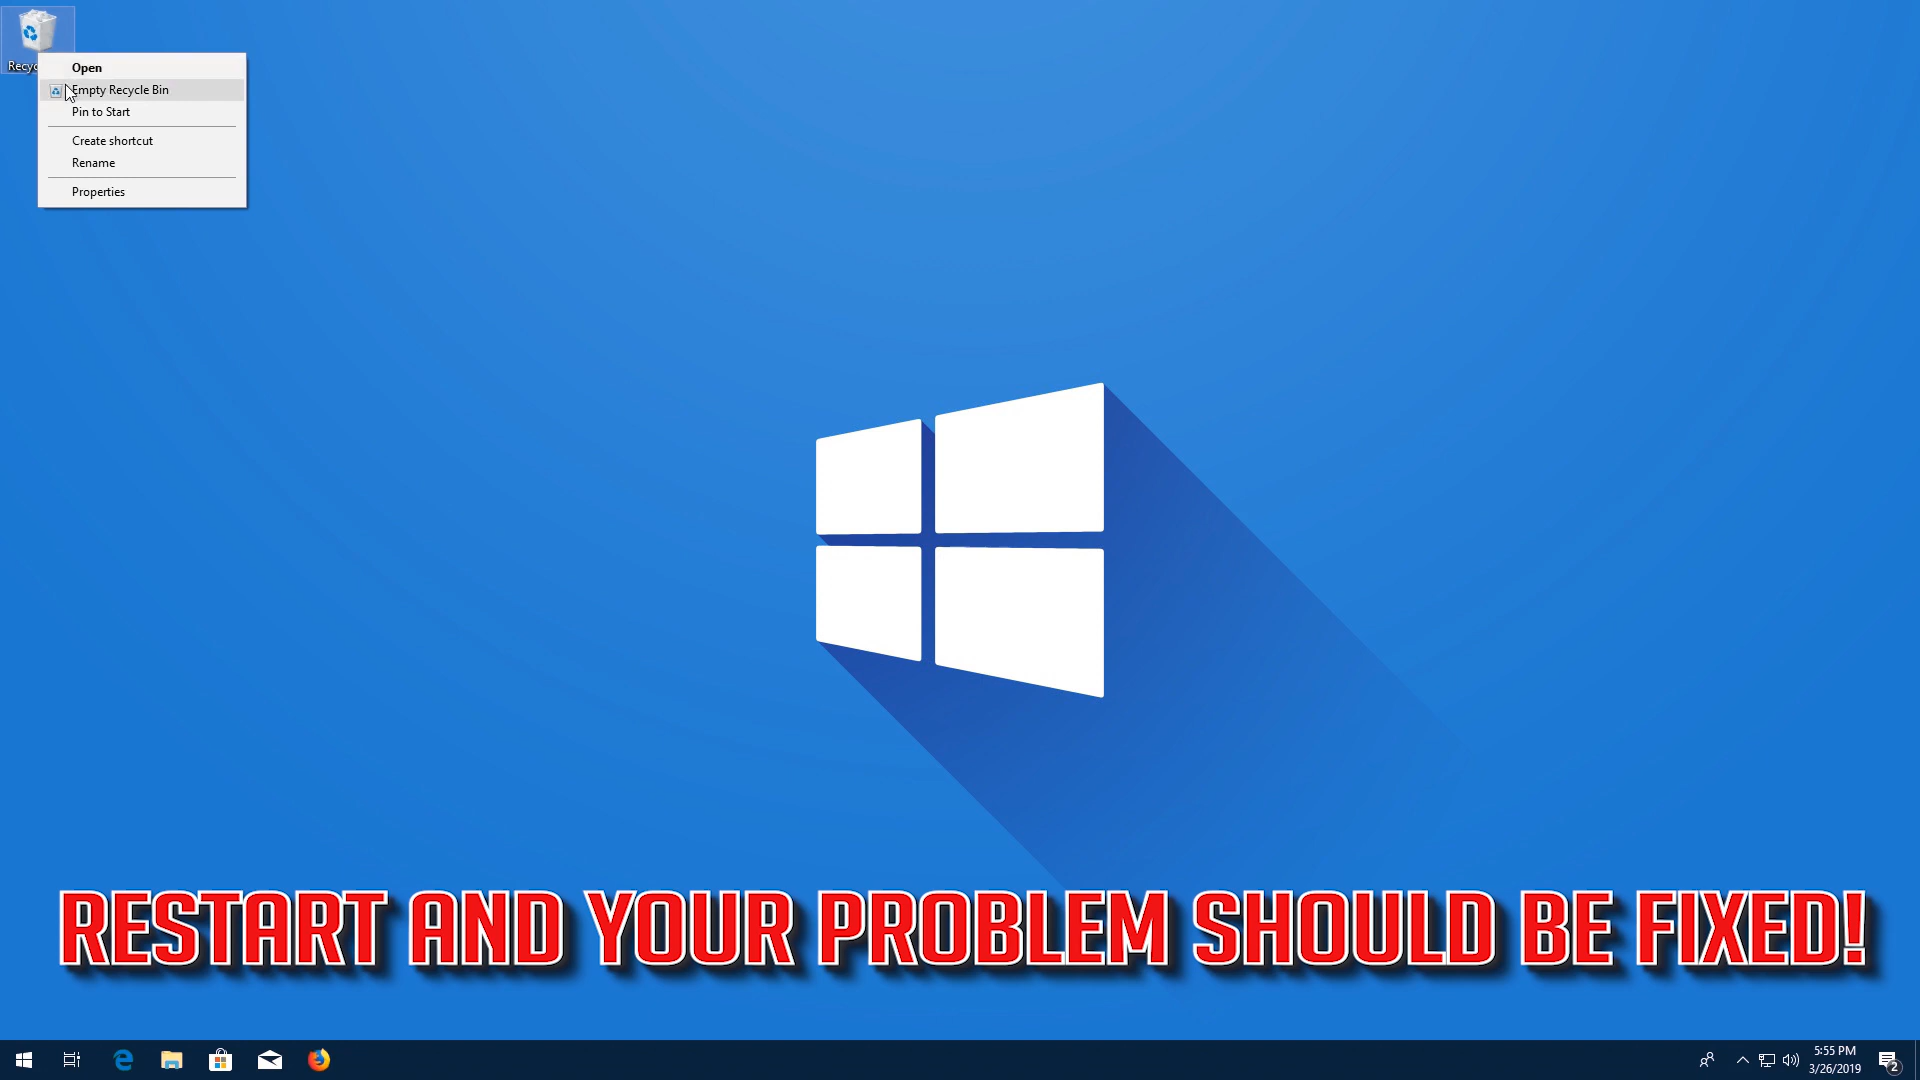 Recyc
Open
Empty Recycle Bin
Pin to Start
Create shortcut
Rename
Properties
RESTART AND YOUR PROBLEM SHOULD BE FIXED!
5:55 PM
3/26/2019
2